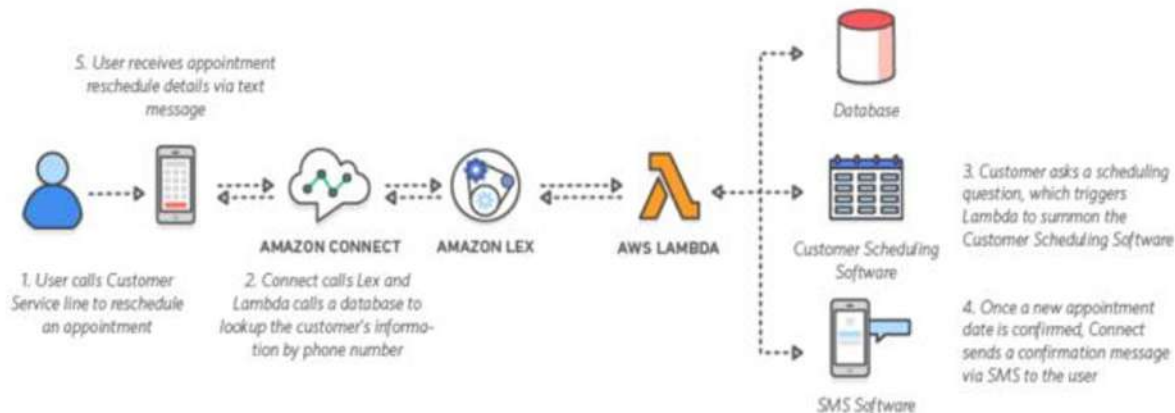 5. User receives appointment
reschedule details via text
message
Database
AMAZON CONNECT
AMAZON LEX
AWS LAMBDA
Customer Scheduling
Software
3. Customer asks a scheduling
question, which triggers
Lambda to summon the
Customer Scheduling Software
1. User calls Customer
Service line to reschedule
an appointment
2. Connect calls Lex and
Lambda calls a database to
lookup the customer's informa-
tion by phone number
4. Once a new appointment
date is confirmed, Connect
sends a confirmation message
via SMS to the user
SMS Software